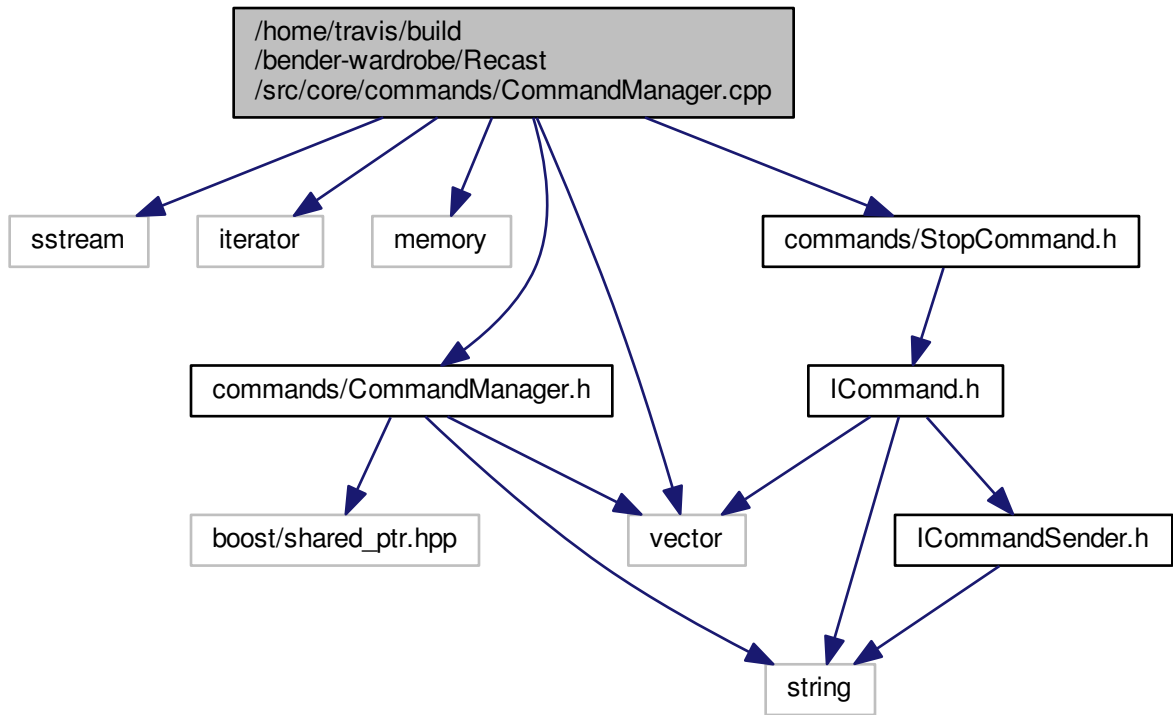 /home/travis/build
/bender-wardrobe/Recast
/src/core/commands/CommandManager.cpp
sstream
iterator
memory
commands/StopCommand.h
commands/CommandManager.h
ICommand.h
boost/shared_ptr.hpp
vector
ICommandSender.h
string